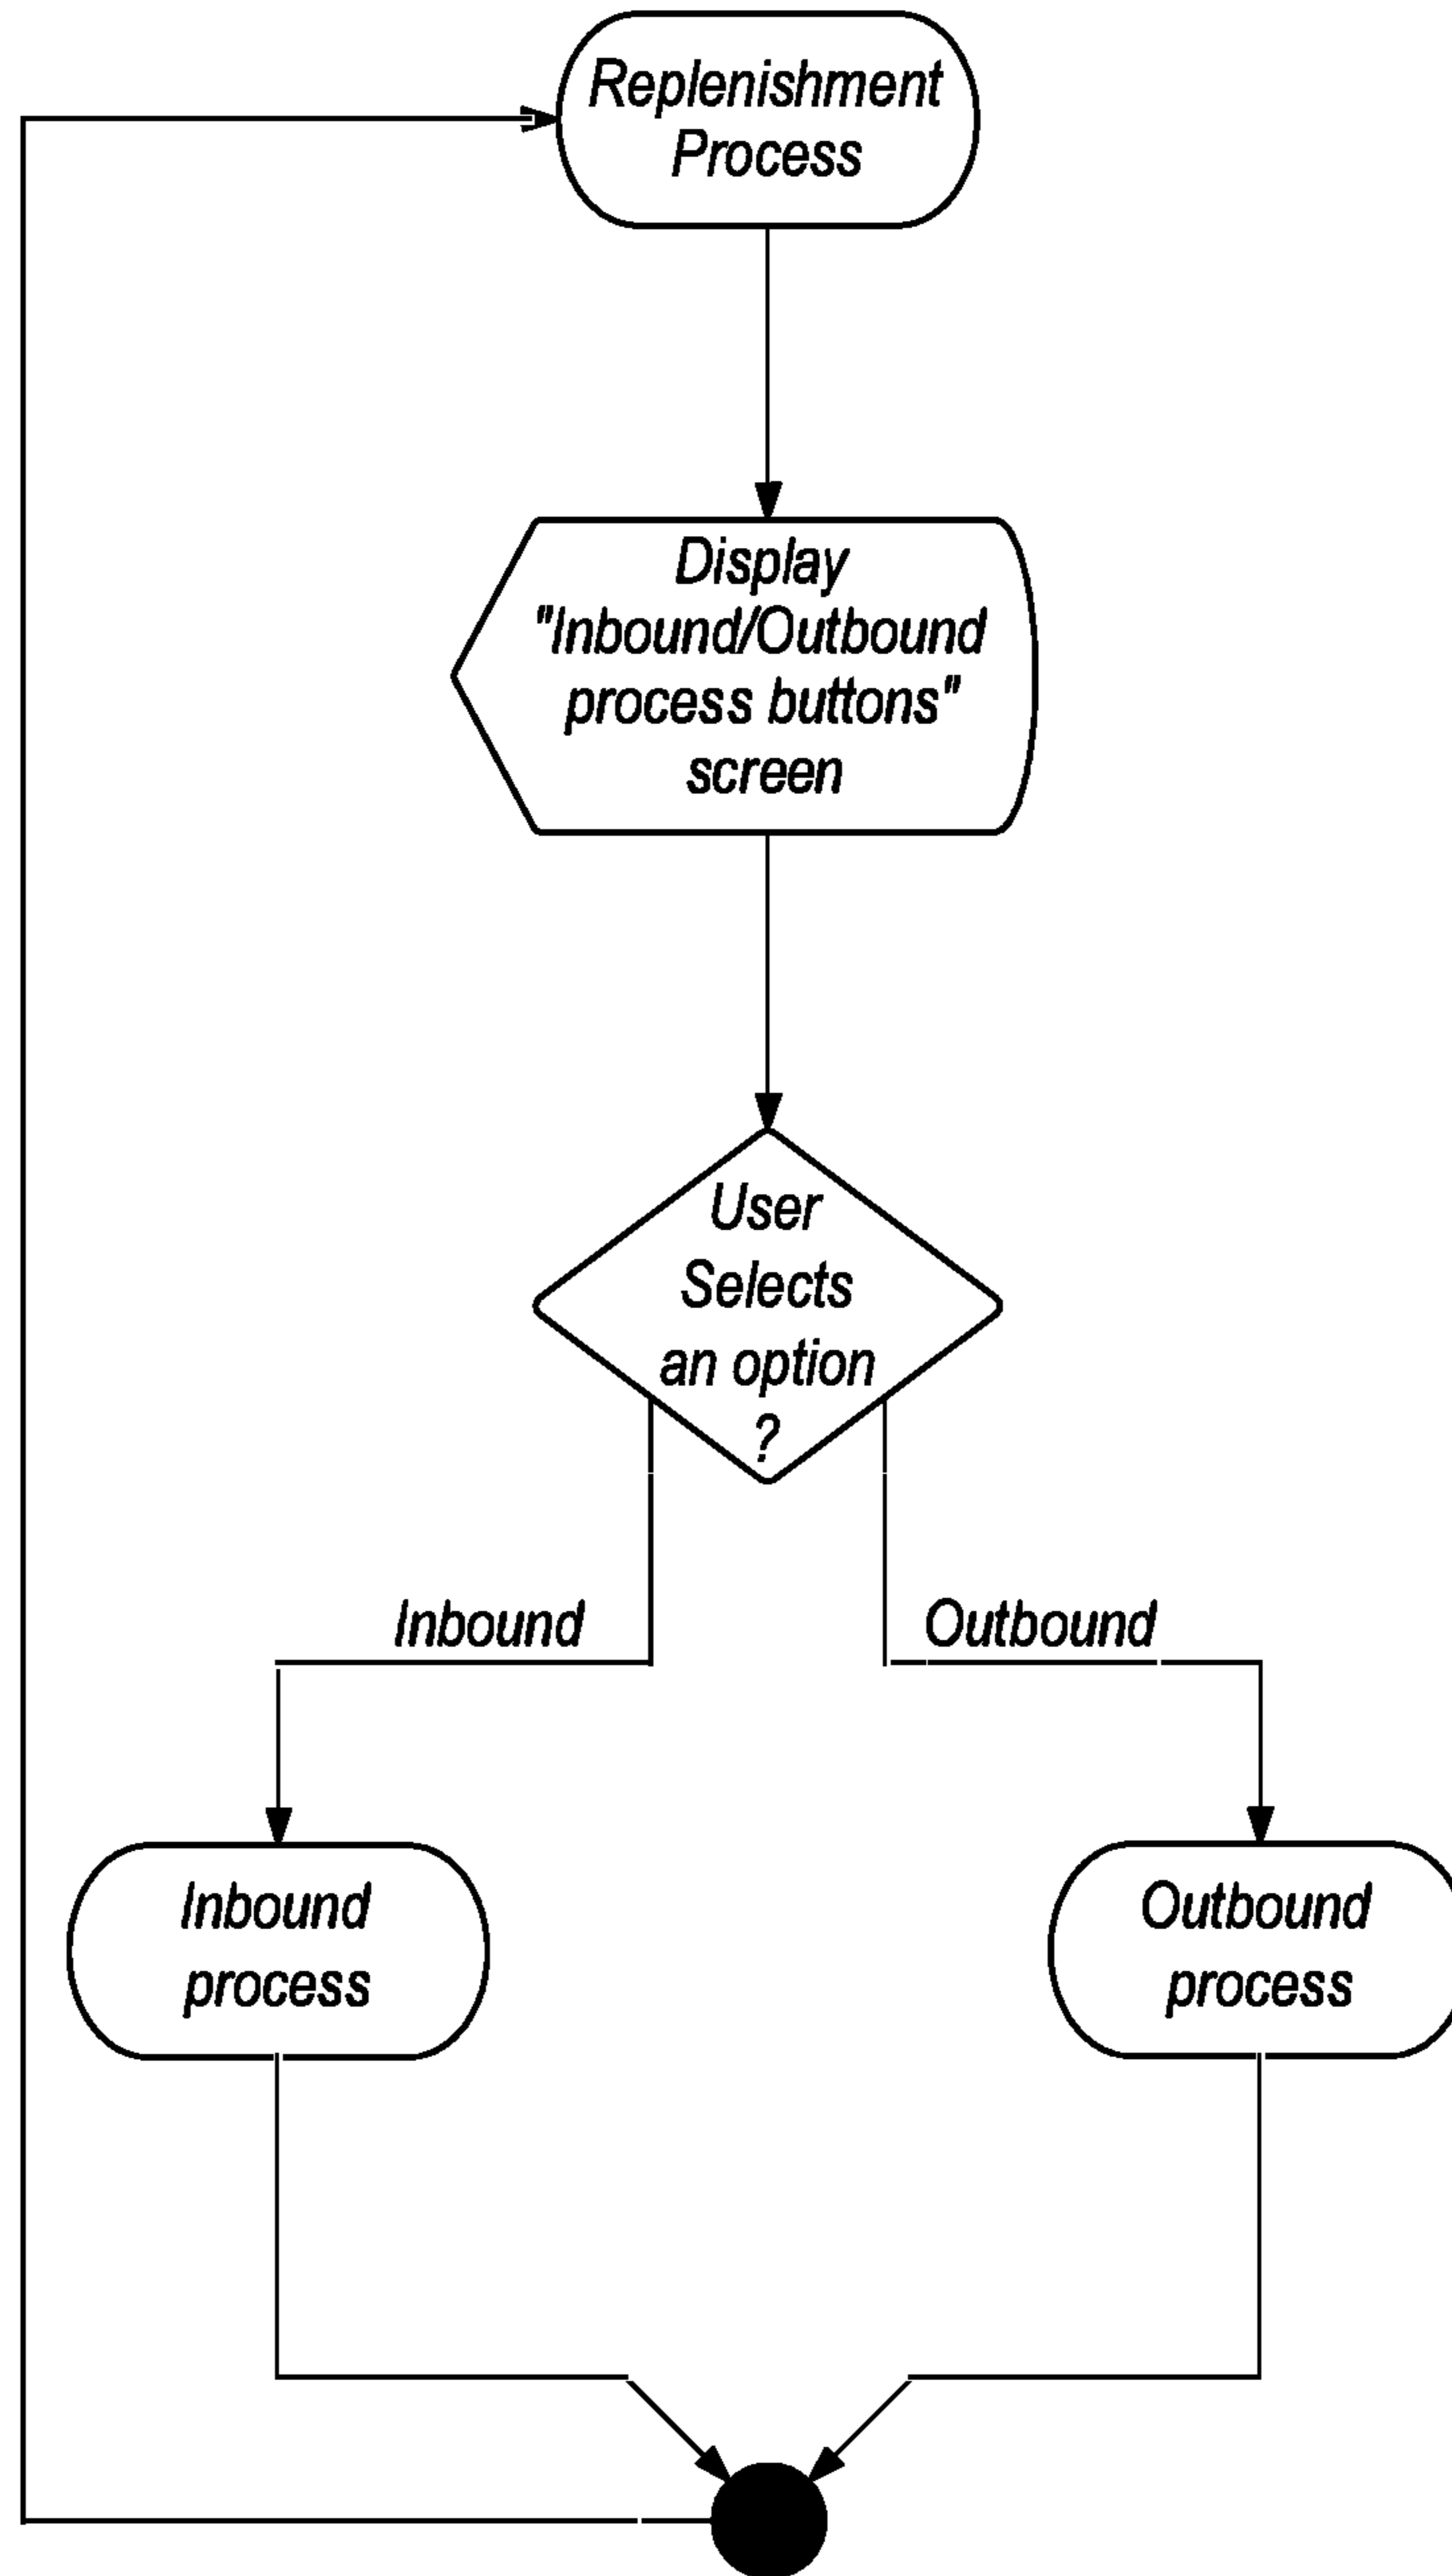 Replenishment
Process
Display
"Inbound/Outbound
process buttons"
screen
User
Selects
an option
?
Inbound
Outbound
Inbound
process
Outbound
process